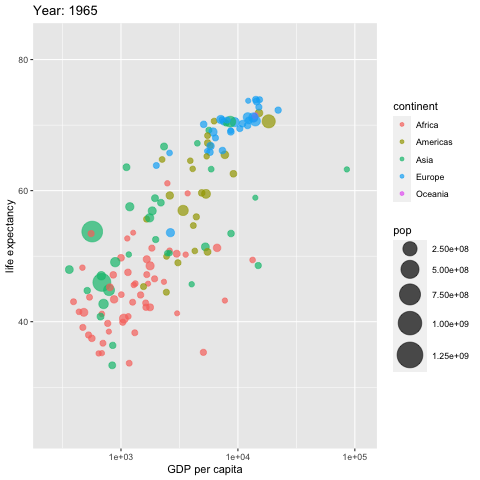 Year: 1965
80
60
40
life expectancy
1e+03
1e+04
1e+05
GDP per capita
continent
Africa
Americas
Asia
Europe
Oceania
pop
2.50e+08
5.00e+08
7.50e+08
1.00e+09
1.25e+09